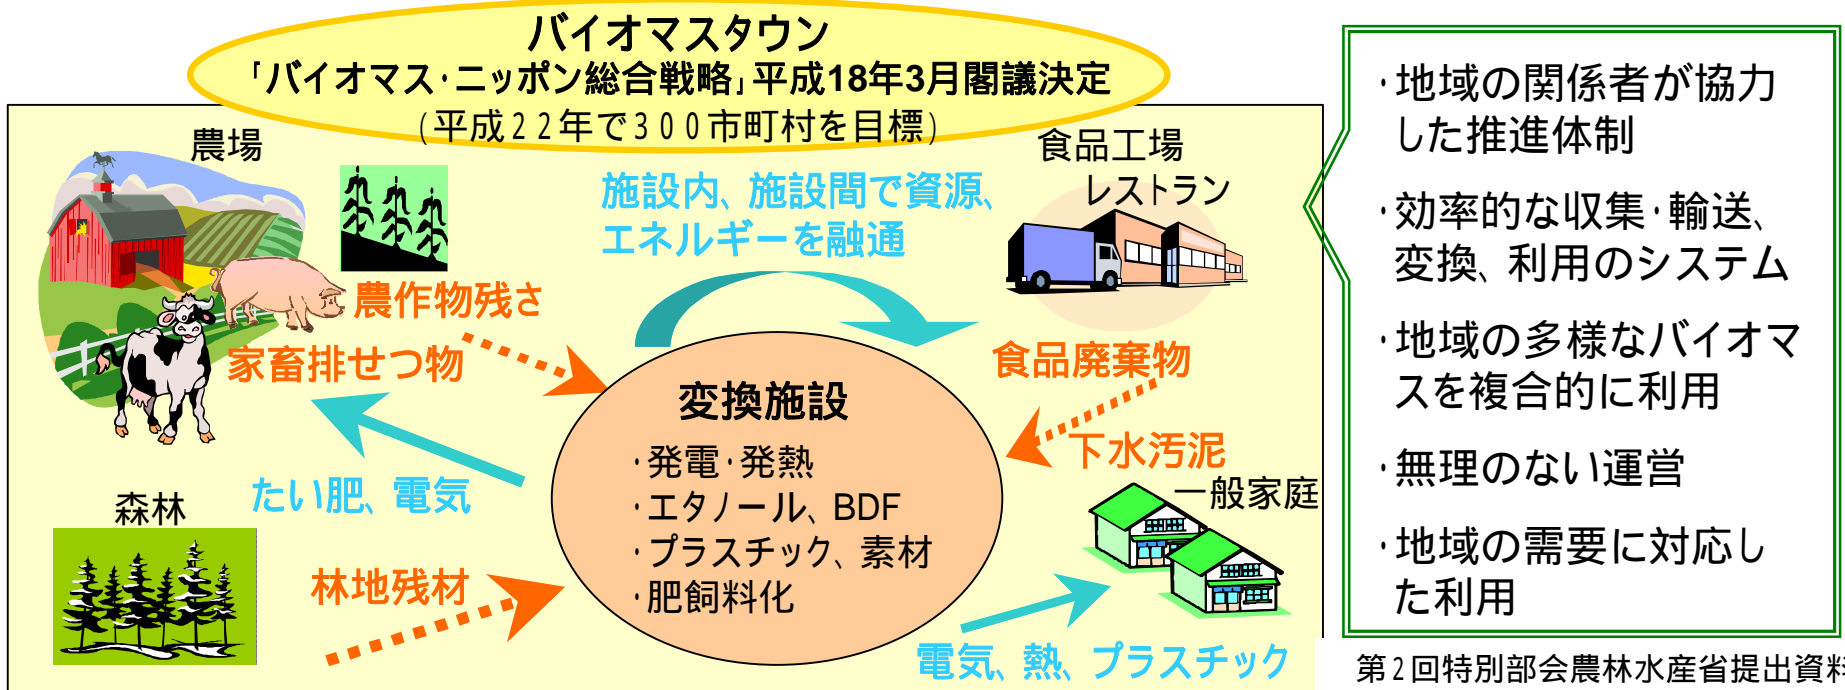 バイオマスタウン
「バイオマス・ニッポン総合戦略」平成18年3月閣議決定
(平成22年で300市町村を目標)
農場
農作物残さ
家畜排せつ物
たい肥、電気
森林
林地残材
施設内、施設間で資源、
エネルギーを融通
変換施設
・発電・発熱
・エタノール、BDF
・プラスチック、素材
・肥飼料化
食品工場
レストラン
食品廃棄物
下水汚泥
一般家庭
電気、熱、プラスチック
・地域の関係者が協力
した推進体制
・効率的な収集・輸送、
変換、利用のシステム
・地域の多様なバイオマ
スを複合的に利用
・無理のない運営
・地域の需要に対応し
た利用
第2回特別部会農林水産省提出資料